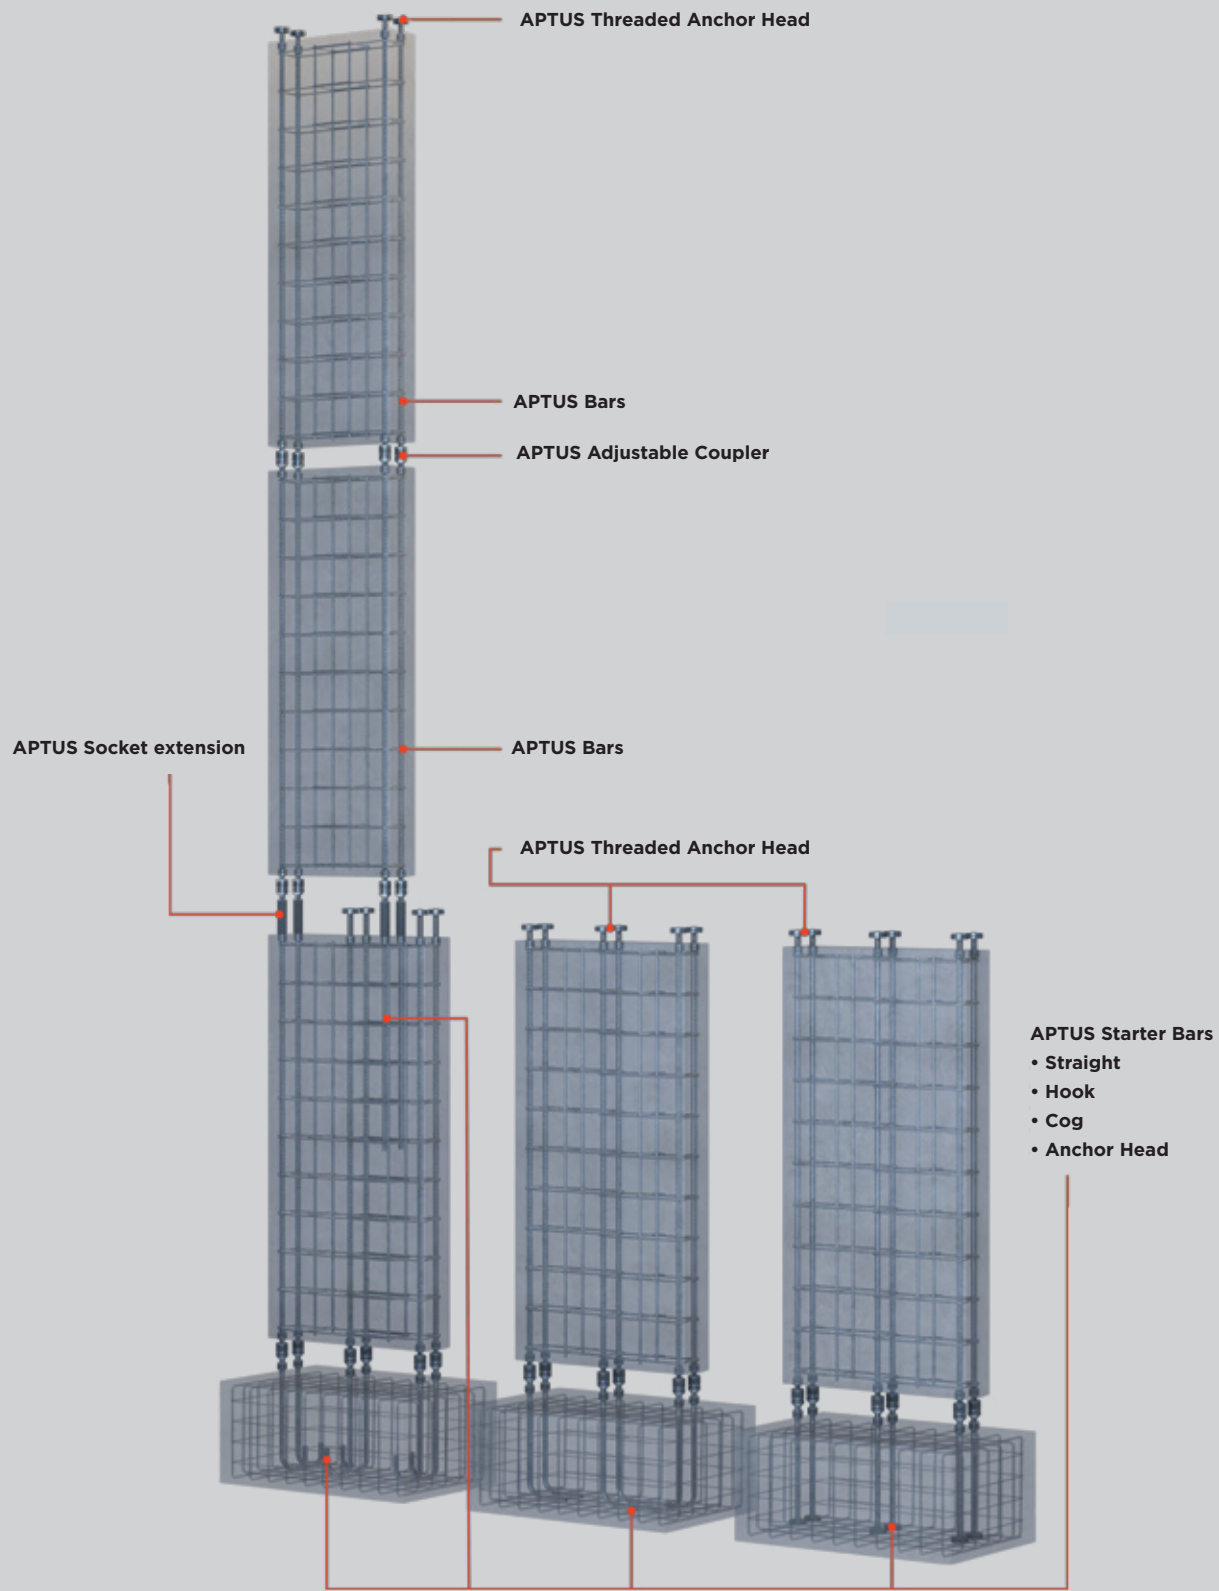 APTUS Threaded Anchor Head
APTUS Bars
APTUS Adjustable Coupler
APTUS Socket extension
APTUS Bars
APTUS Threaded Anchor Head
APTUS Starter Bars
• Straight
• Hook
• Cog
• Anchor Head